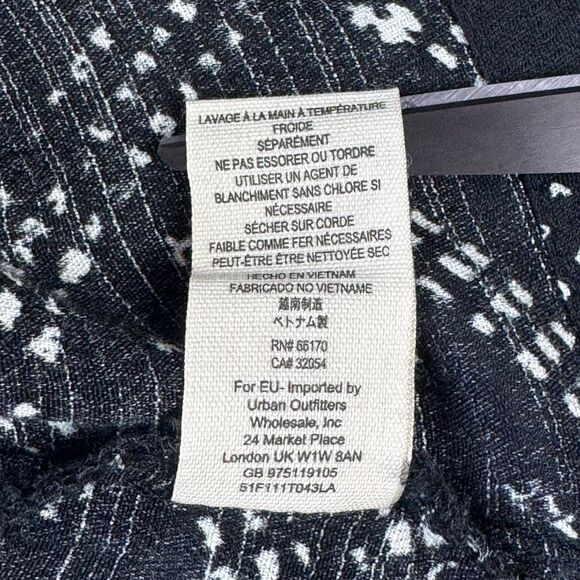 LAVAGE À LA MAIN À TEMPÉRATURE
FROIDE
SÉPARÉMENT
NE PAS ESSORER OU TORDRE
UTILISER UN AGENT DE
BLANCHIMENT SANS CHLORE SI
NÉCESSAIRE
SÉCHER SUR CORDE
FAIBLE COMME FER NÉCESSAIRES
PEUT-ÊTRE ÊTRE NETTOYÉE SEC
HECHO EN VIETNAM
FABRICADO NO VIETNAME
越南制造
ベトナム製
RN# 66170
CA# 32054
For EU- Imported by
Urban Outfitters
Wholesale, Inc
24 Market Place
London UK W1W 8AN
GB 975119105
51F111T043LA